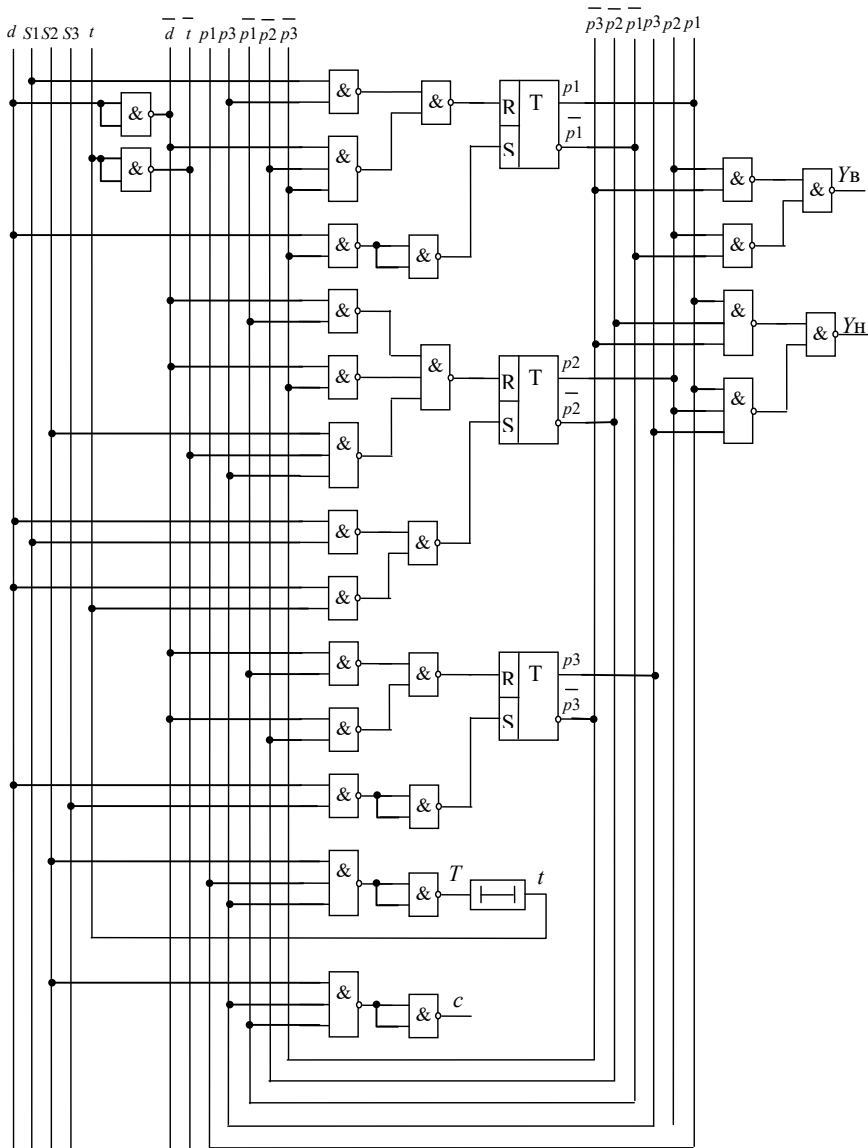 d S1 S2 S3 t d̅ t̅ p1 p3 p̅1̅ p̅2̅ p̅3̅ p̅3̅ p̅2̅ p̅1̅ p3 p2 p1
& & R T p1
&
& S p̅1̅
&
& & Yв
& & &
& & & Yн
& & R T p2
& S p̅2̅
&
& &
&
& & R T p3
& S p̅3̅
& &
& & T t
& & c